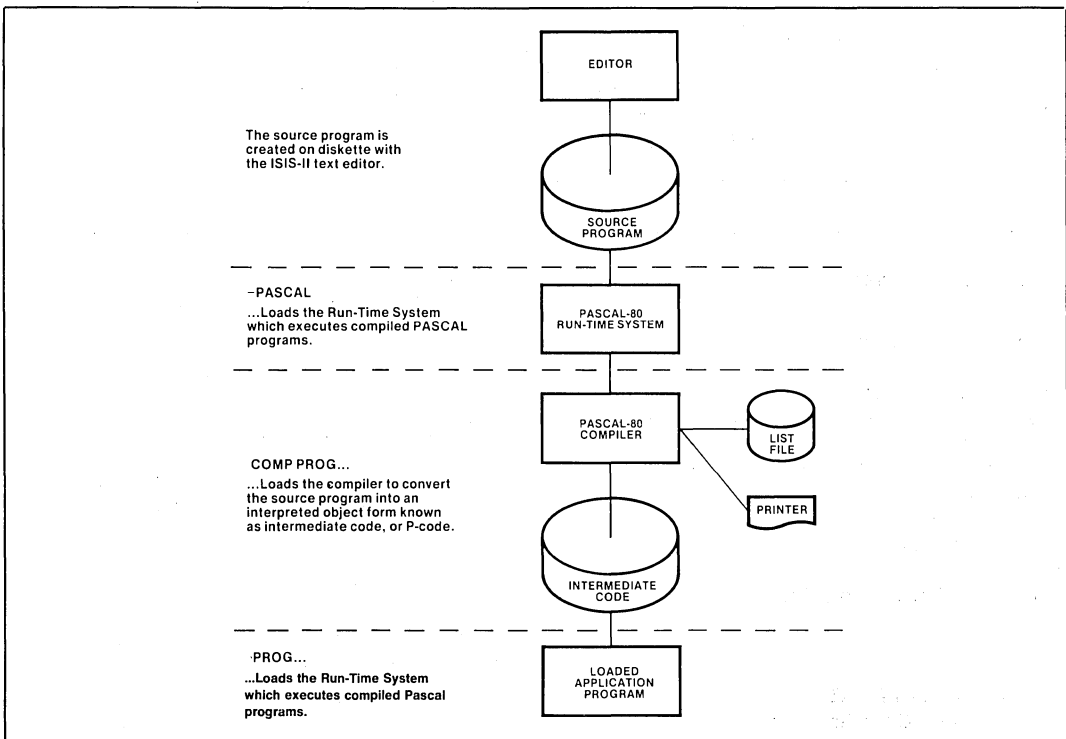 EDITOR
The source program is
created on diskette with
the ISIS-II text editor.
SOURCE
PROGRAM
-PASCAL
...Loads the Run-Time System
which executes compiled PASCAL
programs.
PASCAL-80
RUN-TIME SYSTEM
PASCAL-80
COMPILER
LIST
FILE
COMP PROG...
...Loads the compiler to convert
the source program into an
interpreted object form known
as intermediate code, or P-code.
PRINTER
INTERMEDIATE
CODE
PROG...
...Loads the Run-Time System
which executes compiled Pascal
programs.
LOADED
APPLICATION
PROGRAM